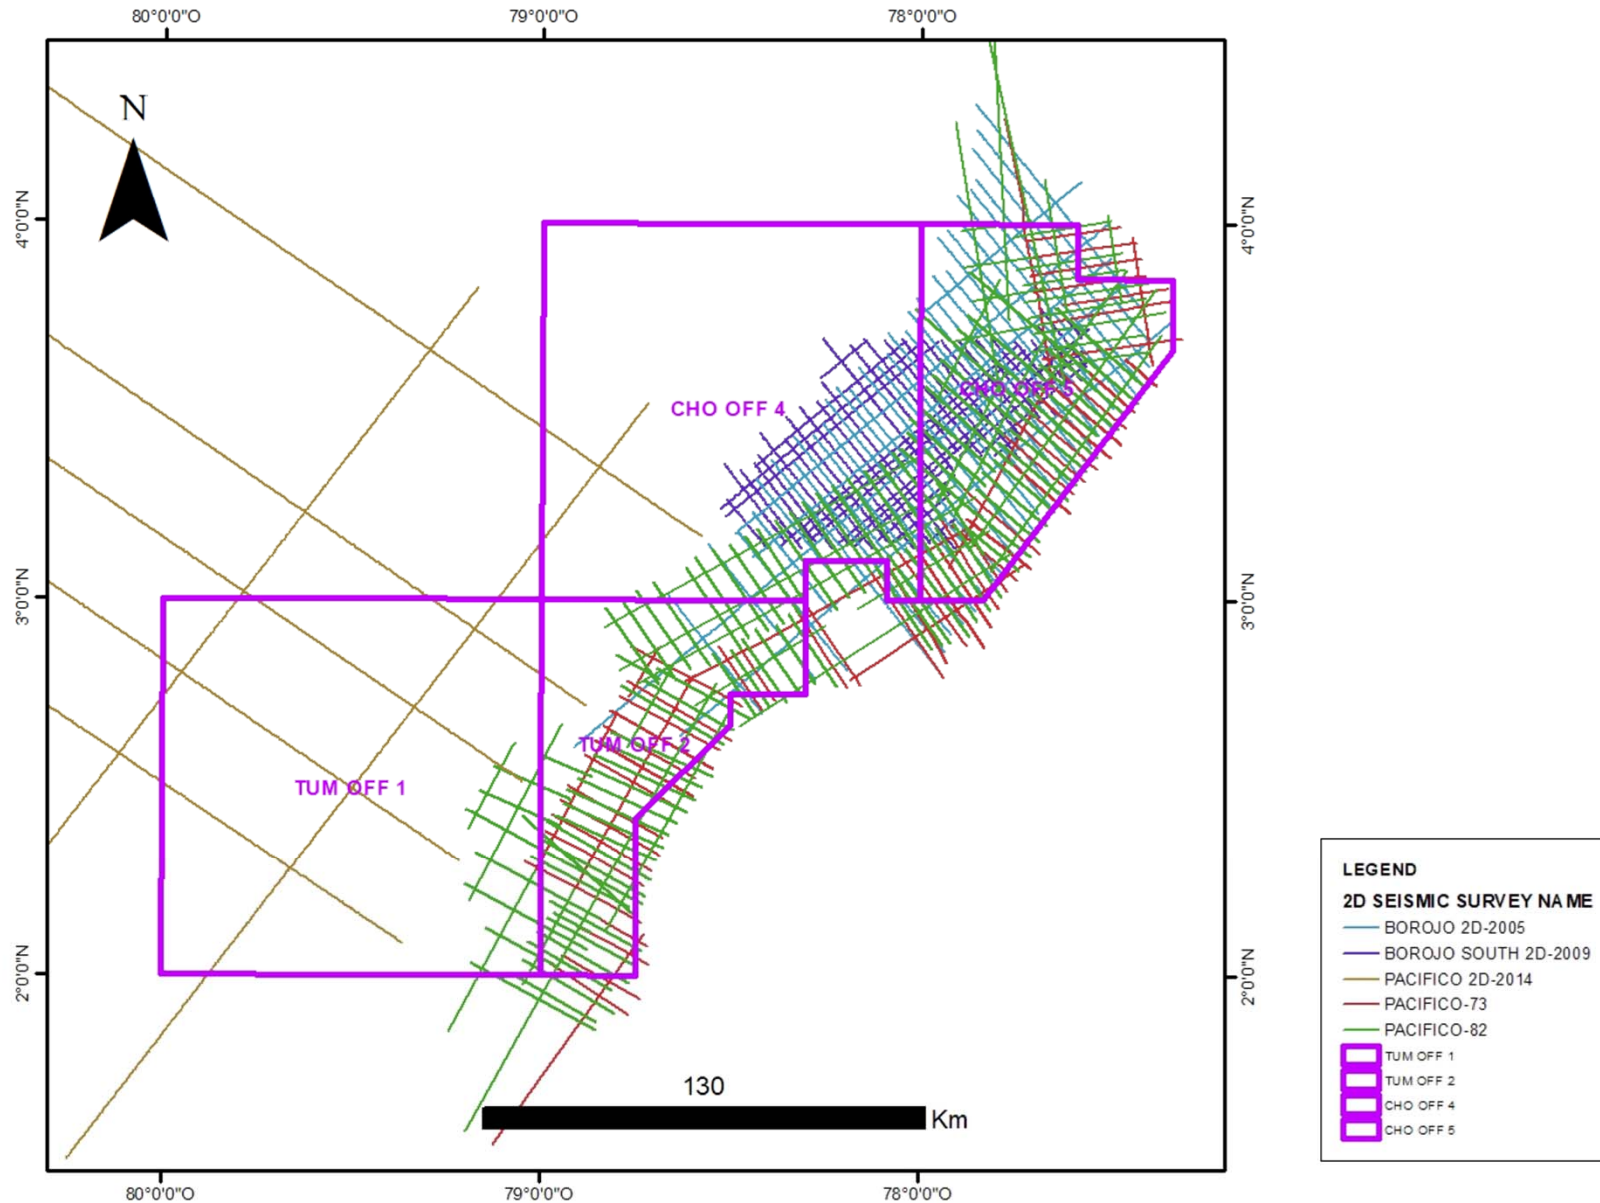 80°0'0"O 79°0'0"O 78°0'0"O
N
4°0'0"N 4°0'0"N
CHO OFF 5
CHO OFF 4
3°0'0"N 3°0'0"N
TUM OFF 2
TUM OFF 1
2°0'0"N 2°0'0"N
130
Km
80°0'0"O 79°0'0"O 78°0'0"O
LEGEND
2D SEISMIC SURVEY NAME
BOROJO 2D-2005
BOROJO SOUTH 2D-2009
PACIFICO 2D-2014
PACIFICO-73
PACIFICO-82
TUM OFF 1
TUM OFF 2
CHO OFF 4
CHO OFF 5